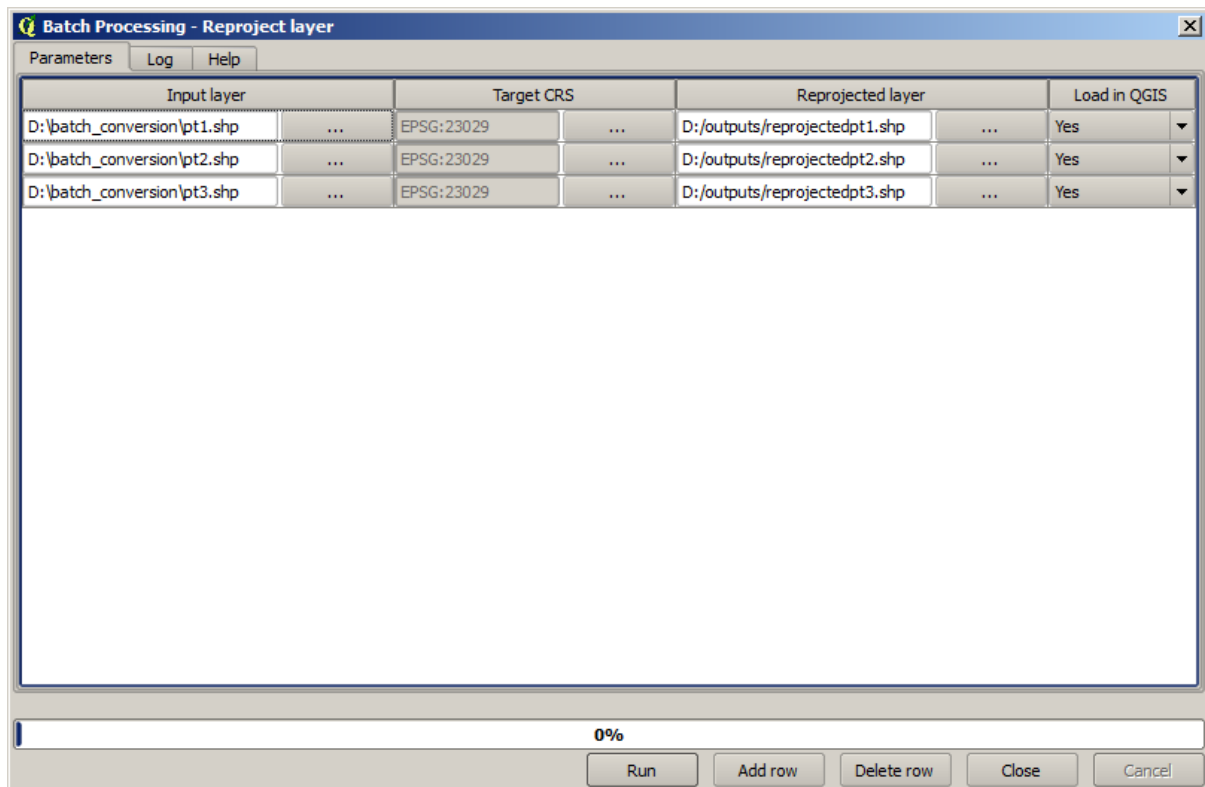 Batch Processing - Reproject layer
Parameters Log Help
Input layer Target CRS Reprojected layer Load in QGIS
D:\batch_conversion\pt1.shp ... EPSG:23029 ... D:/outputs/reprojectedpt1.shp ... Yes
D:\batch_conversion\pt2.shp ... EPSG:23029 ... D:/outputs/reprojectedpt2.shp ... Yes
D:\batch_conversion\pt3.shp ... EPSG:23029 ... D:/outputs/reprojectedpt3.shp ... Yes
0%
Run Add row Delete row Close Cancel